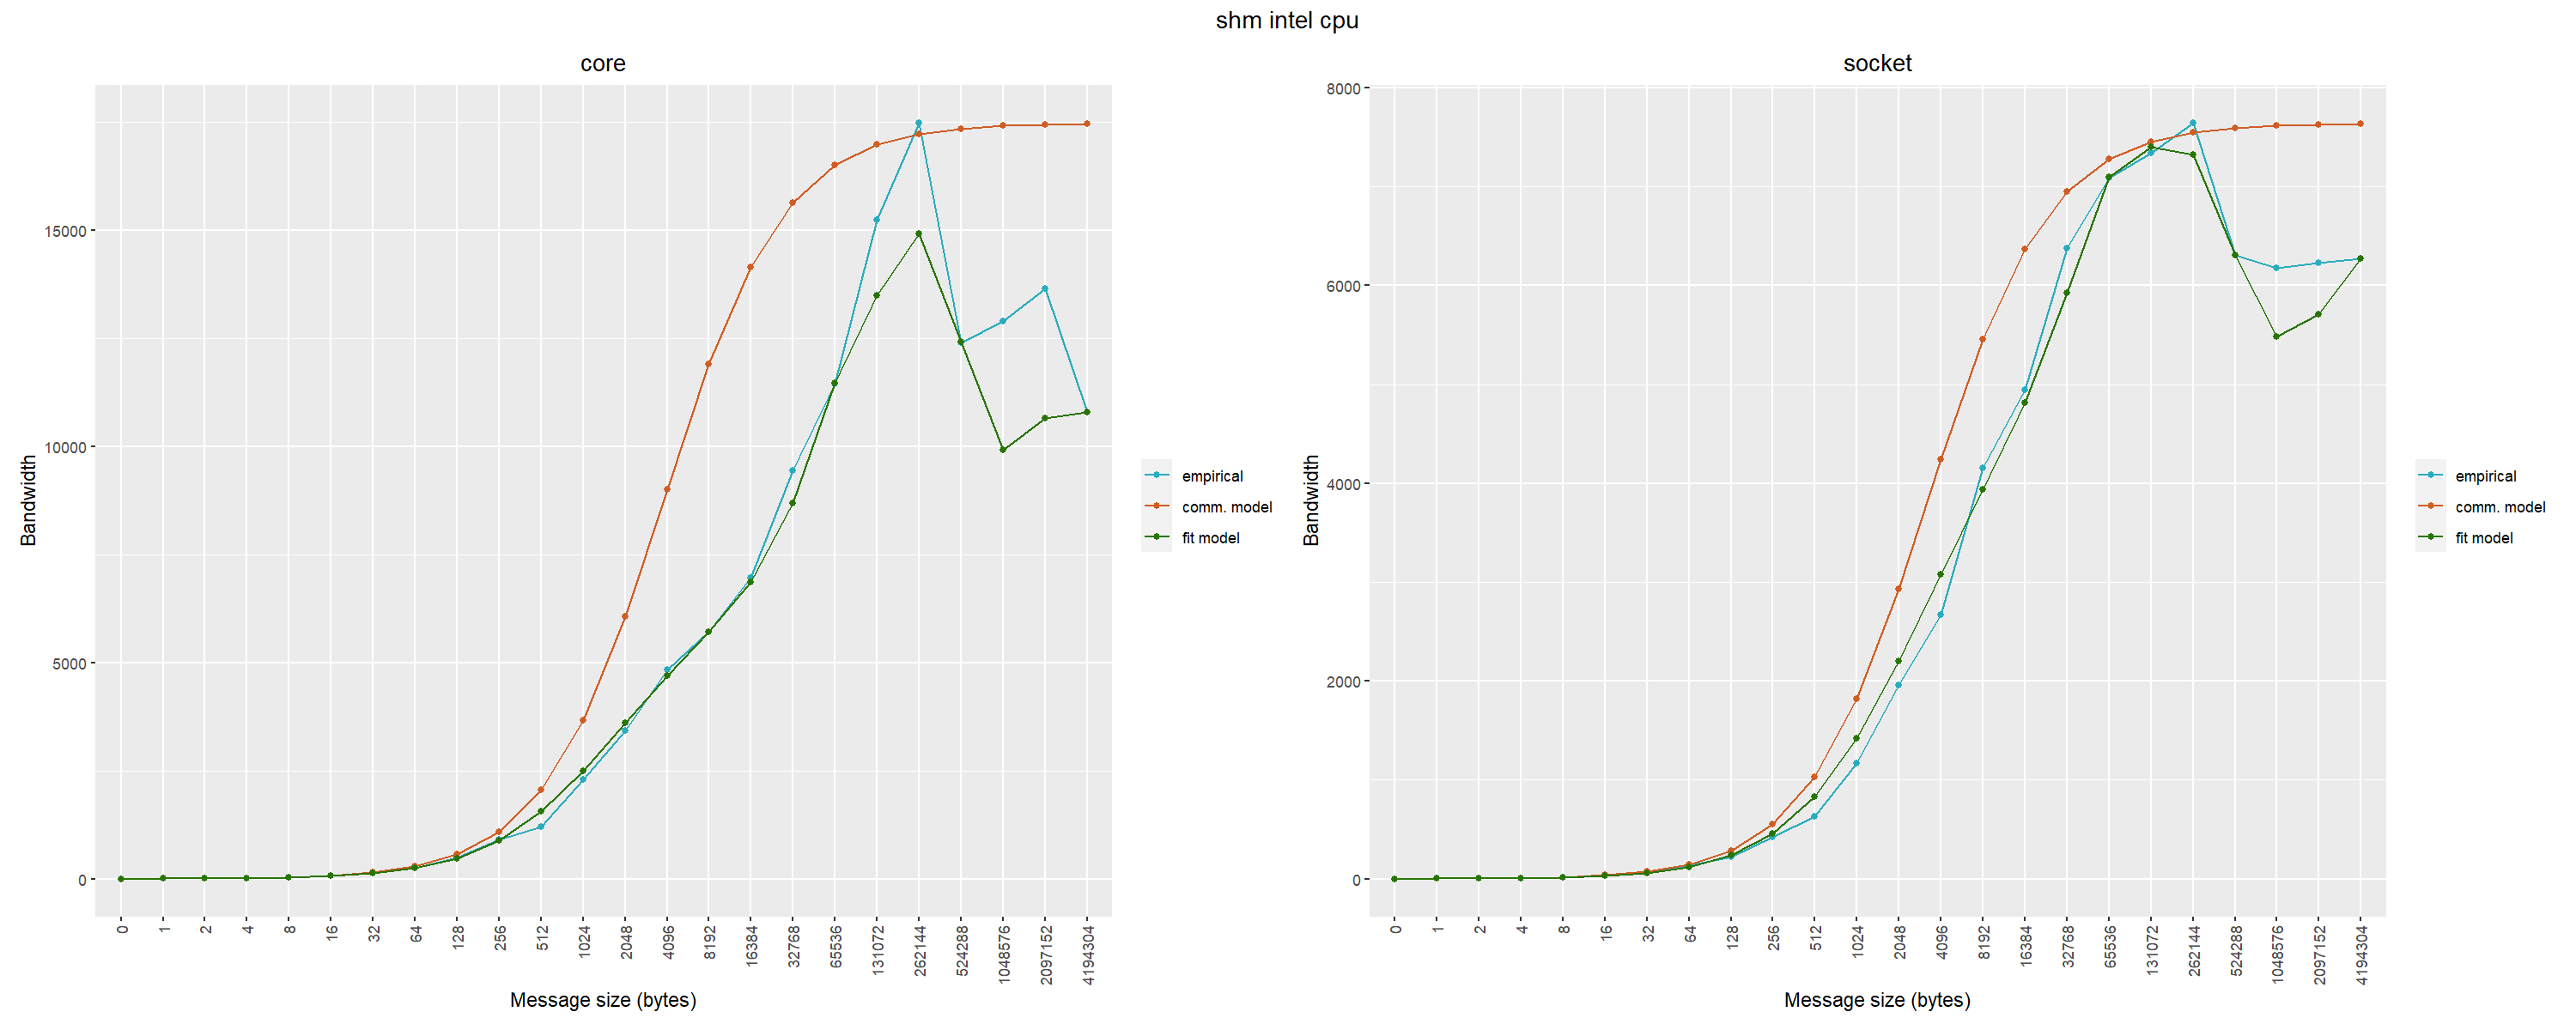 shm intel cpu
core
Bandwidth
15000
10000
5000
0
0 1 2 4 8 16 32 64 128 256 512 1024 2048 4096 8192 16384 32768 65536 131072 262144 524288 1048576 2097152 4194304
Message size (bytes)
empirical
comm. model
fit model
socket
Bandwidth
8000
6000
4000
2000
0
0 1 2 4 8 16 32 64 128 256 512 1024 2048 4096 8192 16384 32768 65536 131072 262144 524288 1048576 2097152 4194304
Message size (bytes)
empirical
comm. model
fit model